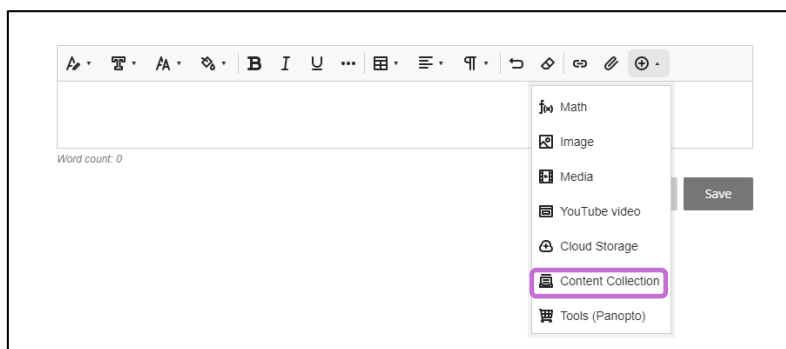 B I U
Math
Image
Word count: 0
Media
Save
YouTube video
Cloud Storage
Content Collection
Tools (Panopto)